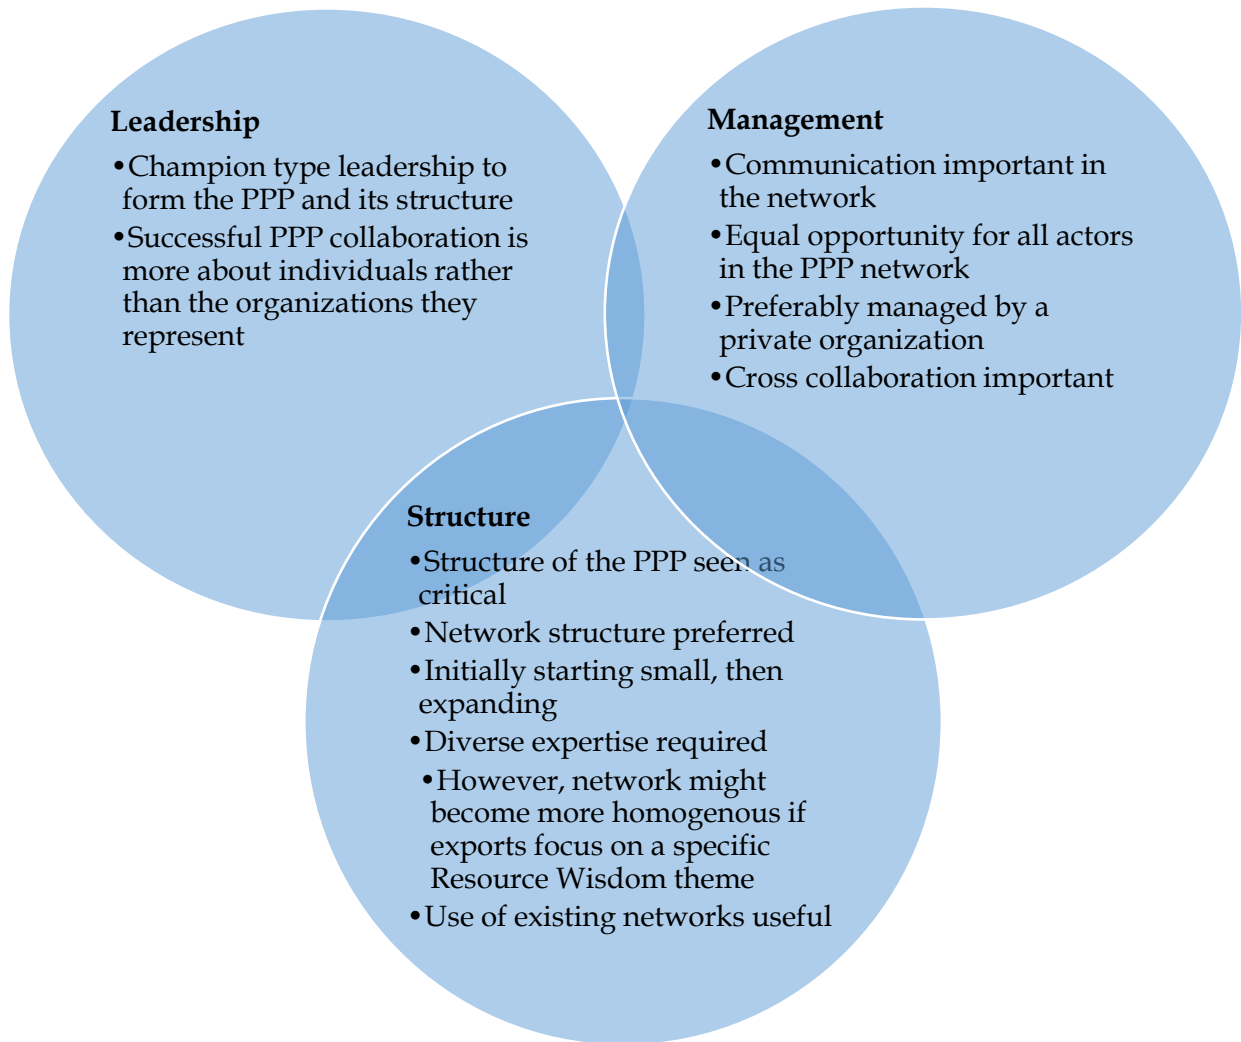 Leadership
•Champion type leadership to
form the PPP and its structure
•Successful PPP collaboration is
more about individuals rather
than the organizations they
represent
Management
•Communication important in
the network
•Equal opportunity for all actors
in the PPP network
•Preferably managed by a
private organization
•Cross collaboration important
Structure
•Structure of the PPP seen as
critical
•Network structure preferred
•Initially starting small, then
expanding
•Diverse expertise required
•However, network might
become more homogenous if
exports focus on a specific
Resource Wisdom theme
•Use of existing networks useful